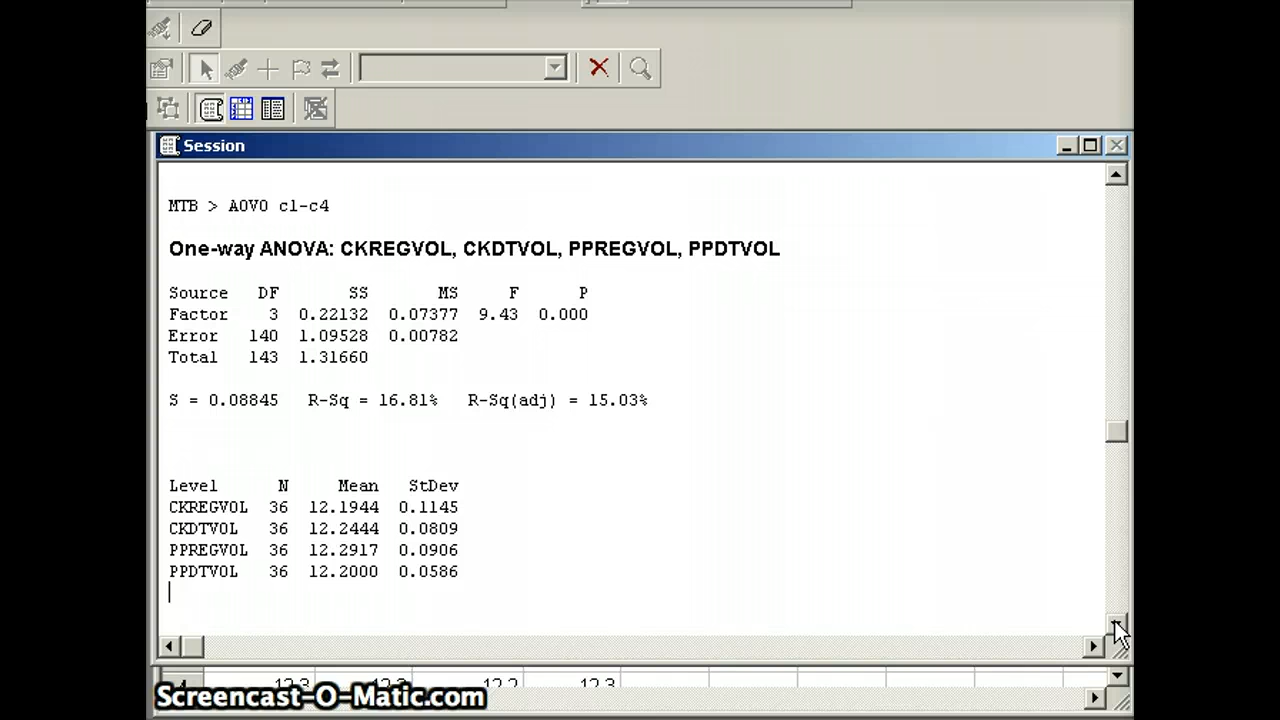 Session
MTB > AOVO c1-c4
One-way ANOVA: CKREGVOL, CKDTVOL, PPREGVOL, PPDTVOL
Source DF SS MS F P
Factor 3 0.22132 0.07377 9.43 0.000
Error 140 1.09528 0.00782
Total 143 1.31660
S = 0.08845 R-Sq = 16.81% R-Sq(adj) = 15.03%
Level N Mean StDev
CKREGVOL 36 12.1944 0.1145
CKDTVOL 36 12.2444 0.0809
PPREGVOL 36 12.2917 0.0906
PPDTVOL 36 12.2000 0.0586
Screencast-O-Matic.com